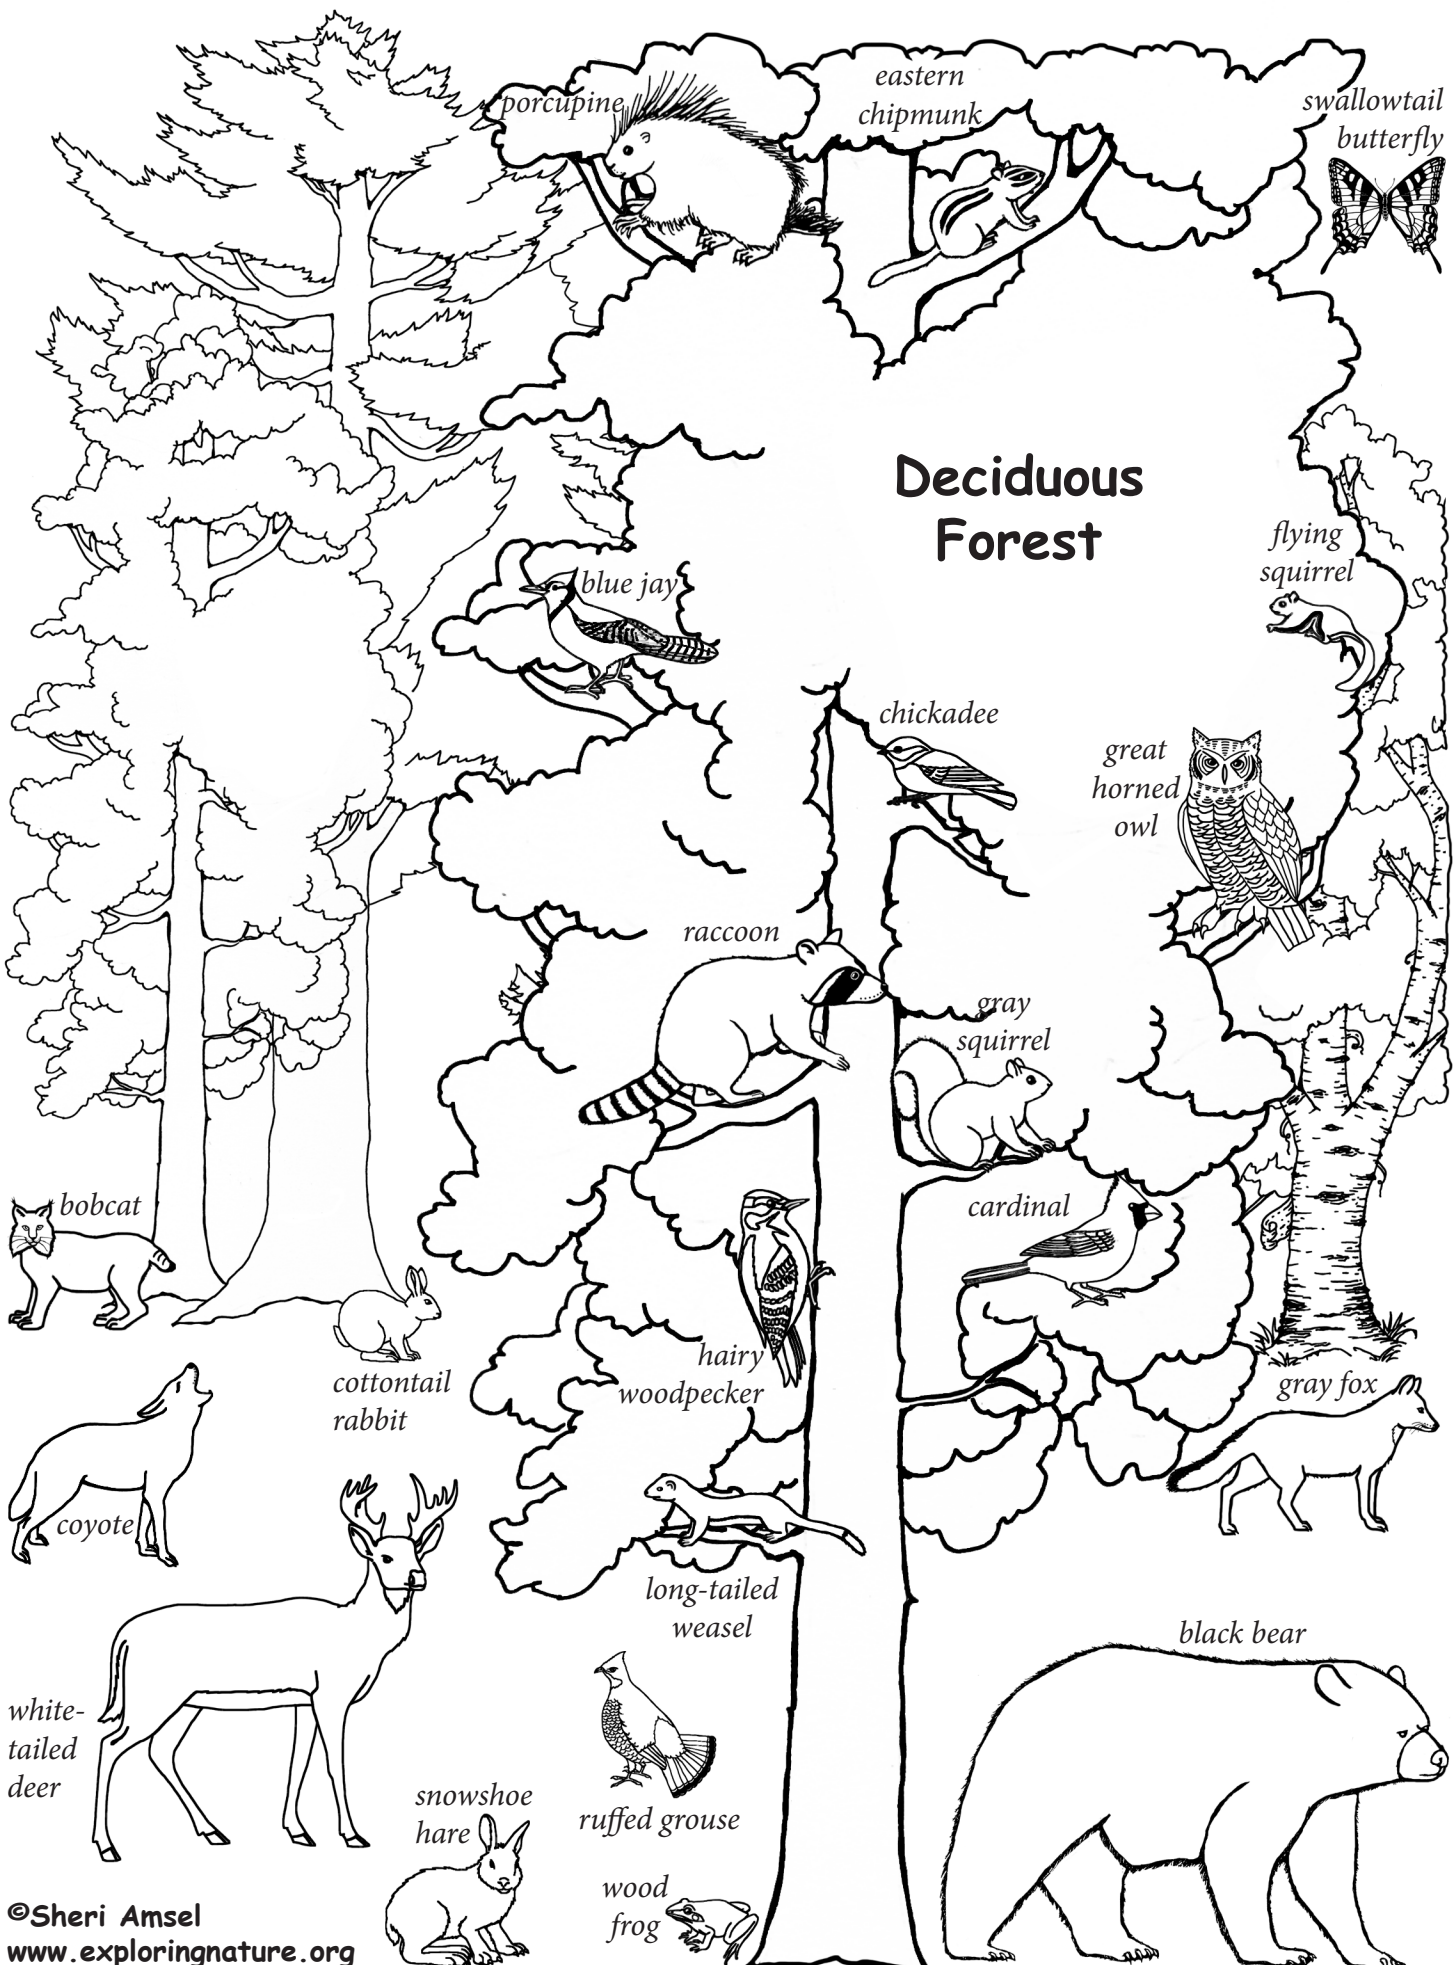 porcupine
eastern
chipmunk
swallowtail
butterfly
Deciduous
Forest
flying
squirrel
blue jay
chickadee
great
horned
owl
raccoon
gray
squirrel
bobcat
cardinal
hairy
woodpecker
cottontail
rabbit
gray fox
coyote
long-tailed
weasel
black bear
white-
tailed
deer
snowshoe
hare
ruffed grouse
wood
frog
©Sheri Amsel
www.exploringnature.org